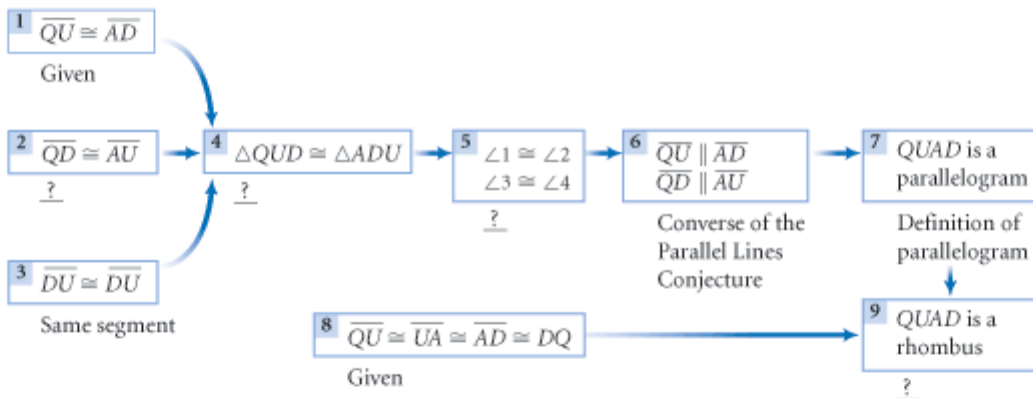 1 QU ≅ AD
Given
2 QD ≅ AU
?
3 DU ≅ DU
Same segment
4 △QUD ≅ △ADU
?
5 ∠1 ≅ ∠2
∠3 ≅ ∠4
?
6 QU ∥ AD
QD ∥ AU
Converse of the
Parallel Lines
Conjecture
7 QUAD is a
parallelogram
Definition of
parallelogram
8 QU ≅ UA ≅ AD ≅ DQ
Given
9 QUAD is a
rhombus
?